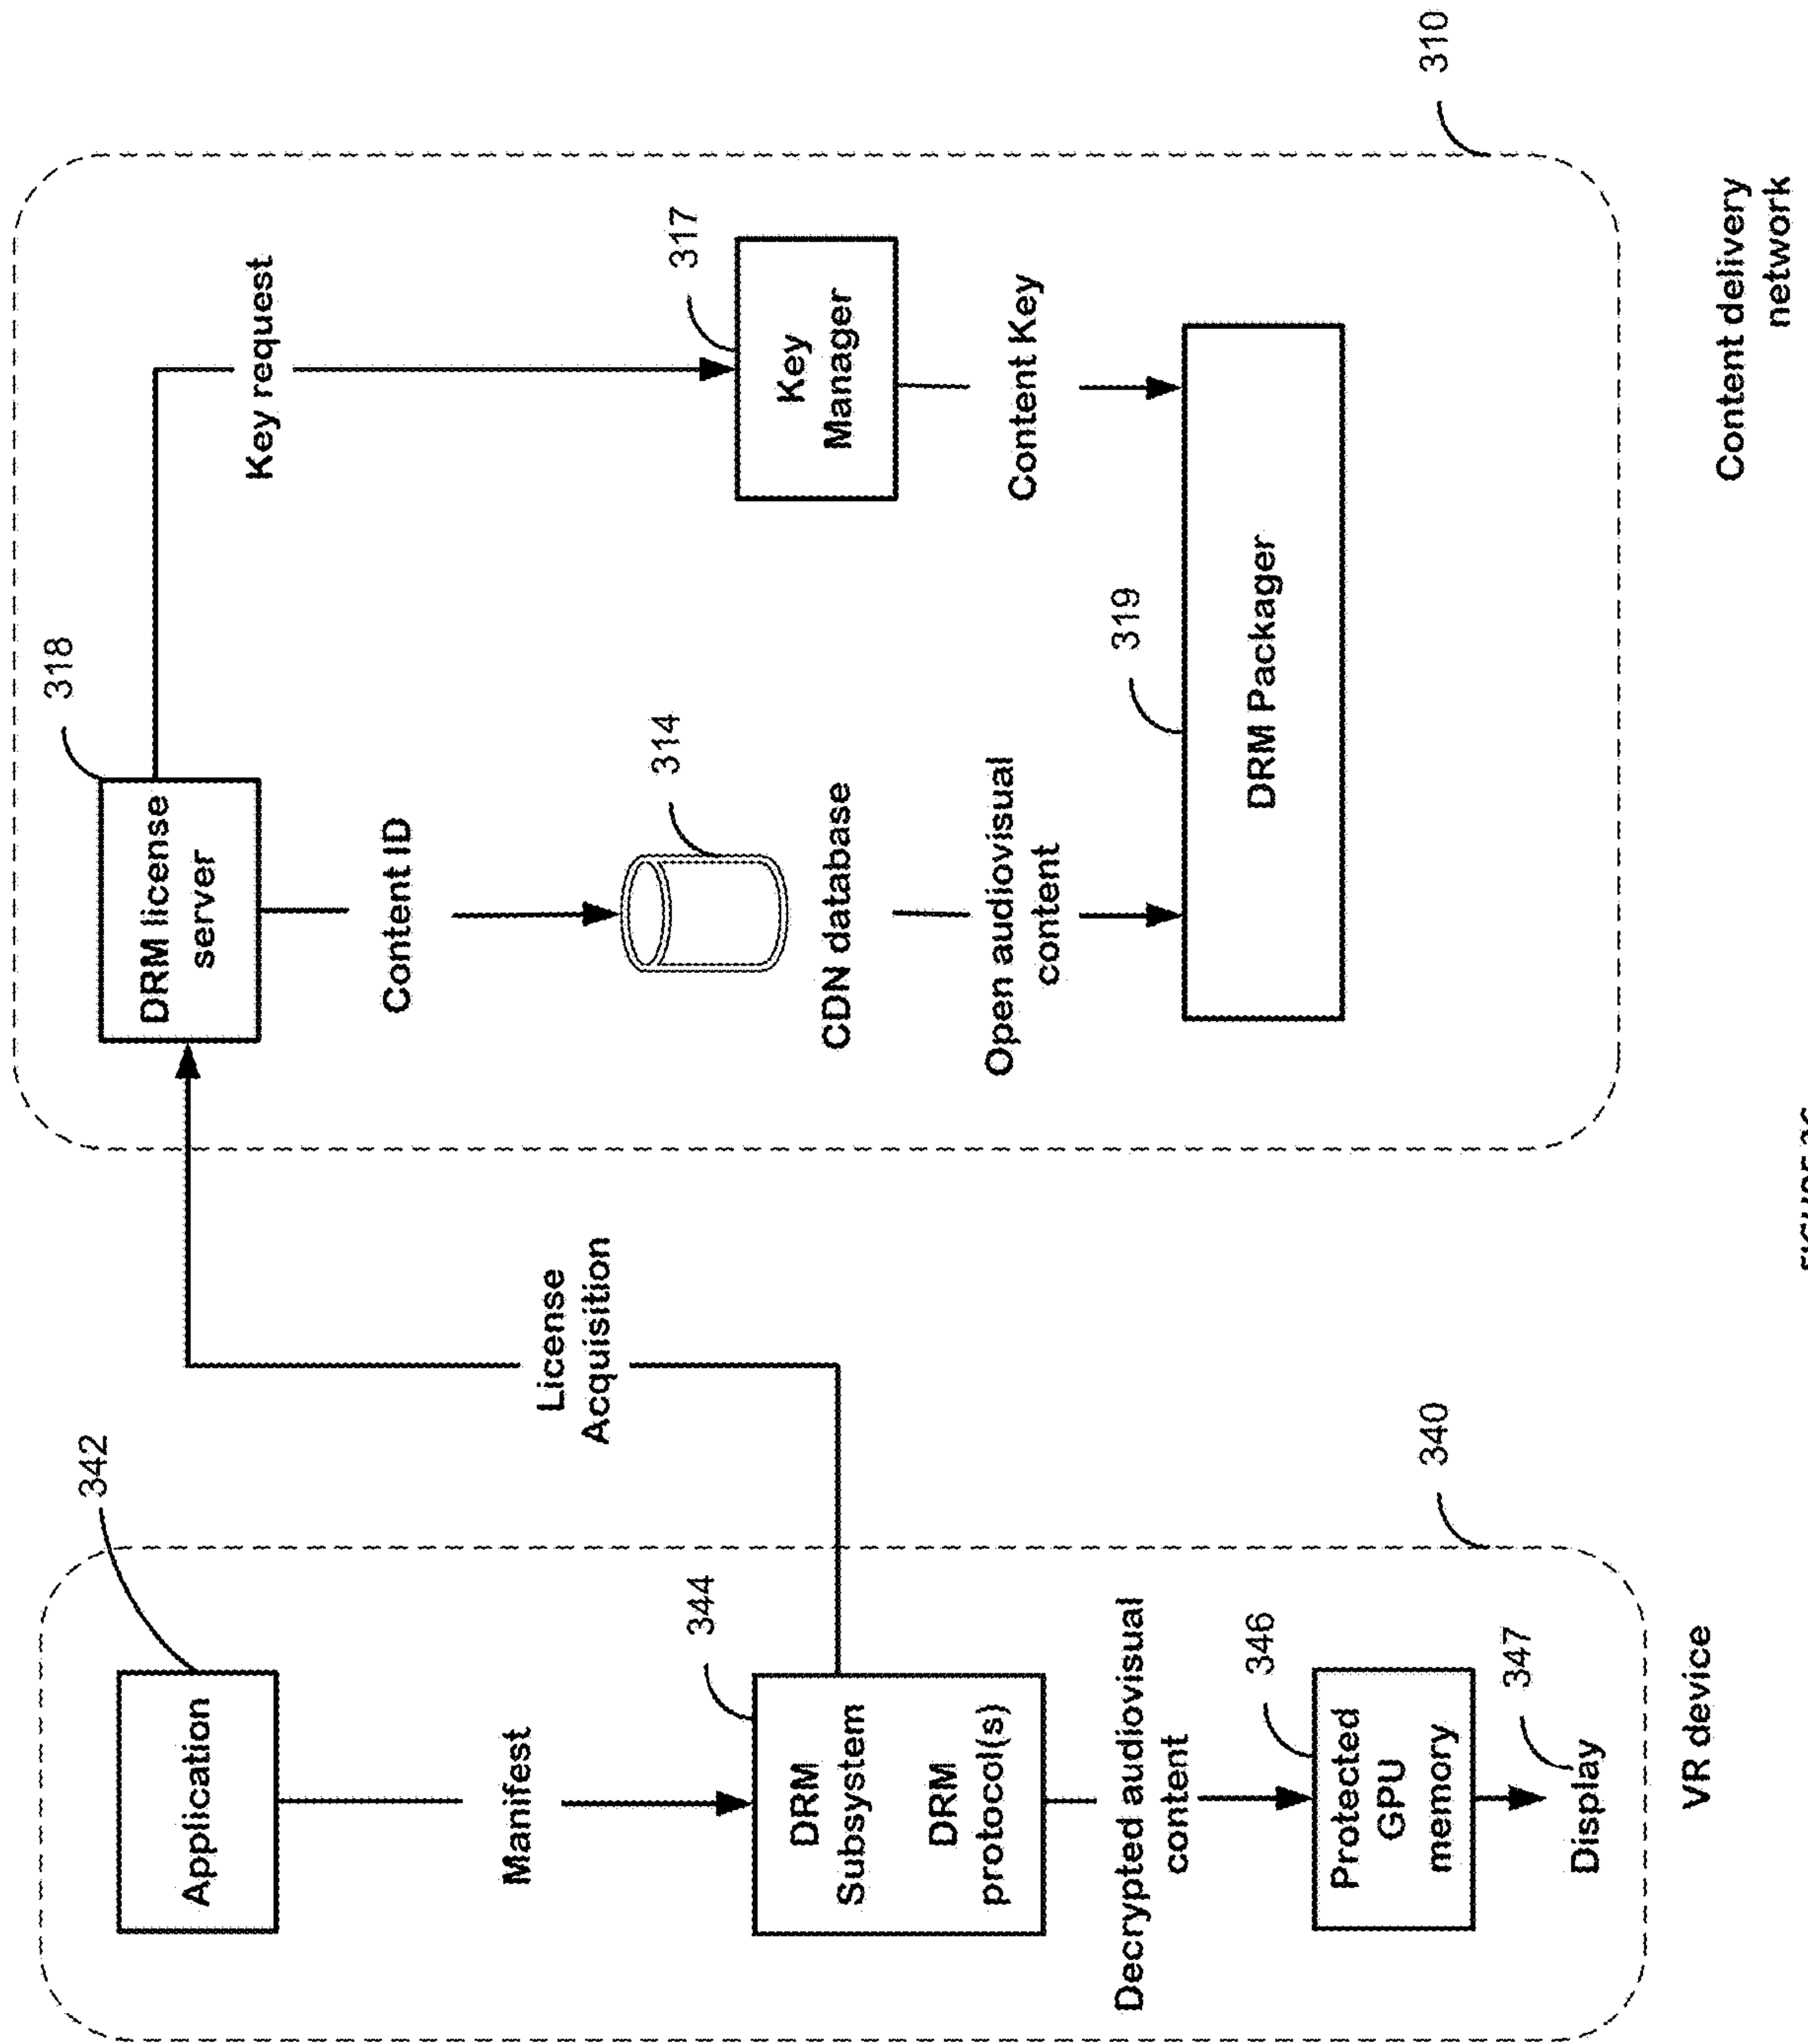 342
Application
Manifest
344
DRM
Subsystem
DRM
protocol(s)
Decrypted audiovisual
content
346
Protected
GPU
memory
347
Display
340
VR device
License
Acquisition
318
DRM license
server
Key request
Content ID
314
CDN database
317
Key
Manager
Open audiovisual
content
Content Key
319
DRM Packager
310
Content delivery
network